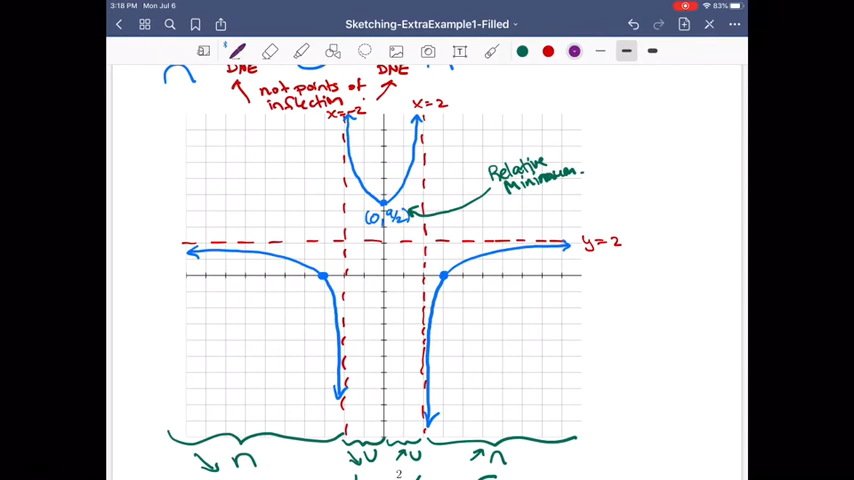 3:18 PM Mon Jul 6
83%
Sketching-ExtraExample1-Filled
DNE
DNE
not points of
inflection
x=-2
x=2
Relative
Minimum
(0, 9/2)
y=2
n
U
U
n
2